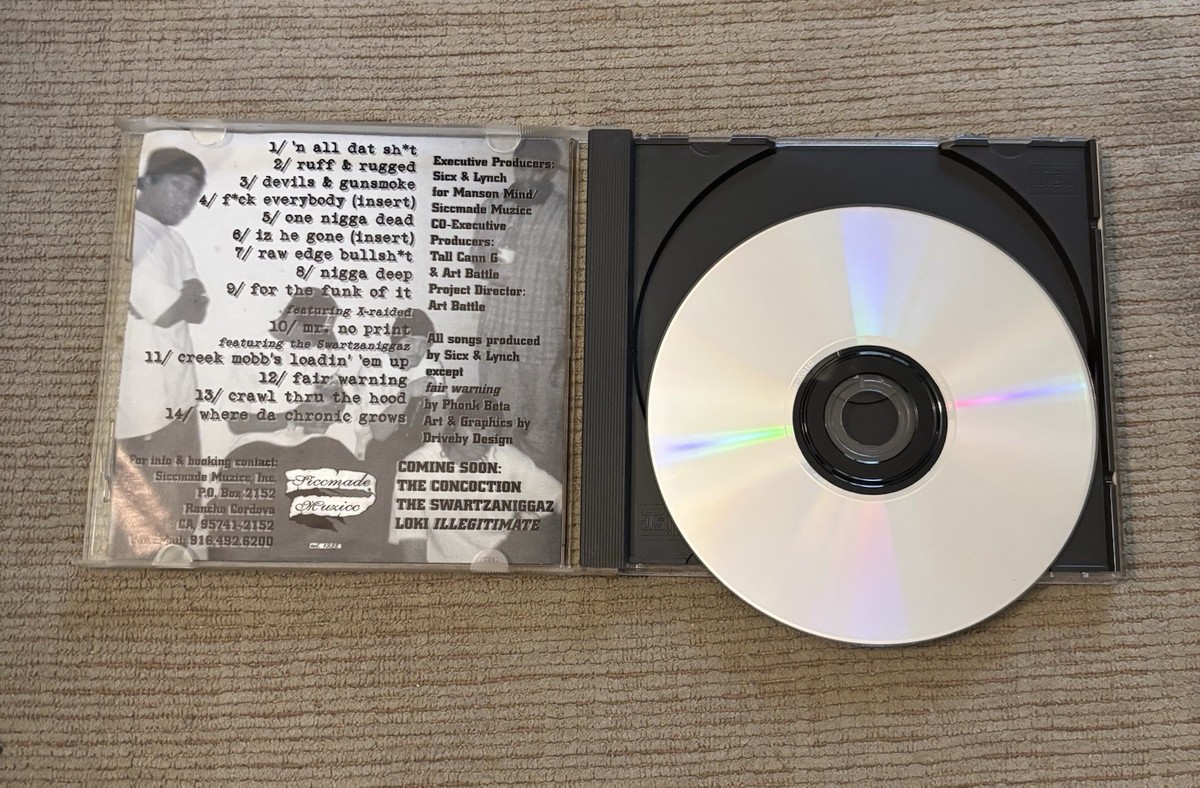 1/ 'n all dat sh*t
2/ ruff & rugged
3/ devils & gunsmoke
4/ f*ck everybody (insert)
5/ one nigga dead
6/ iz he gone (insert)
7/ raw edge bullsh*t
8/ nigga deep
9/ for the funk of it
featuring X-raided
10/ mr. no print
featuring the Swartzaniggaz
11/ creek mobb's loadin' 'em up
12/ fair warning
13/ crawl thru the hood
14/ where da chronic grows
Executive Producers:
Sicx & Lynch
for Manson Mind/
Siccmade Muzicc
CO-Executive
Producers:
Tall Cann G
& Art Battle
Project Director:
Art Battle
All songs produced
by Sicx & Lynch
except
fair warning
by Phonk Beta
Art & Graphics by
Driveby Design
For info & booking contact:
Siccmade Muzicc, Inc.
P.O. Box 2152
Rancho Cordova
CA, 95741-2152
916.492.6200
Siccmade
Muzicc
COMING SOON:
THE CONCOCTION
THE SWARTZANIGGAZ
LOKI ILLEGITIMATE